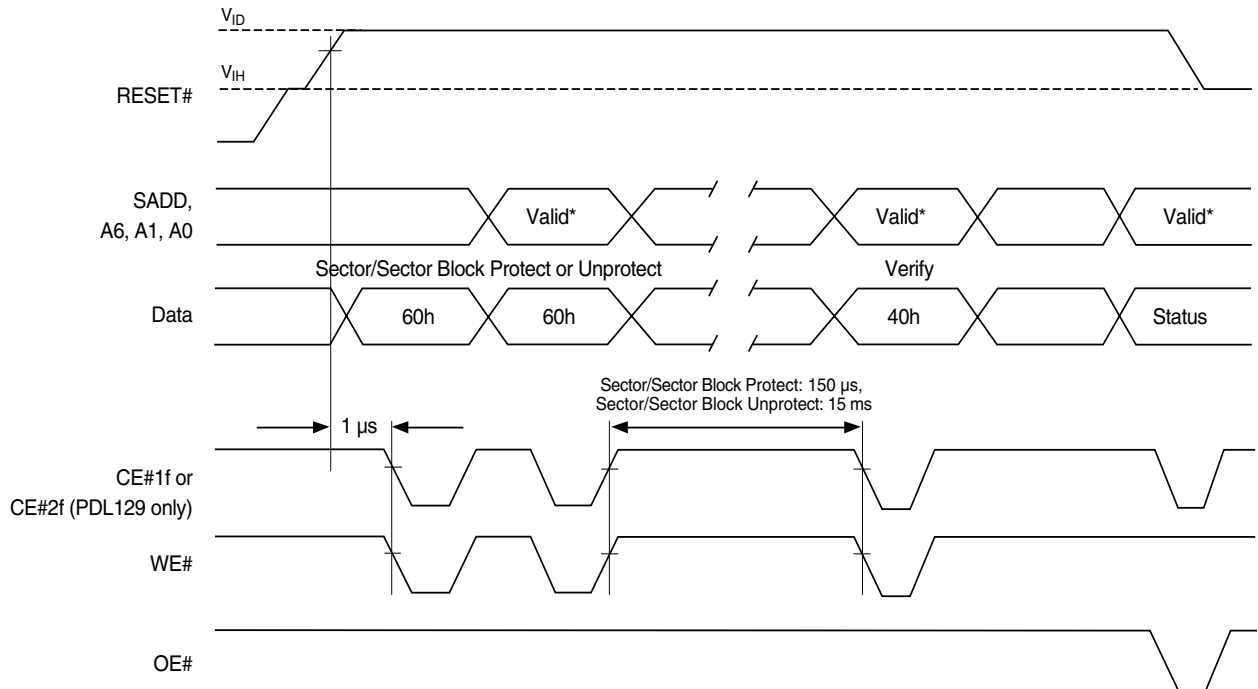 VID
VIH
RESET#
SADD,
A6, A1, A0
Valid*
Valid*
Valid*
Sector/Sector Block Protect or Unprotect
Verify
Data
60h
60h
40h
Status
Sector/Sector Block Protect: 150 µs,
Sector/Sector Block Unprotect: 15 ms
1 µs
CE#1f or
CE#2f (PDL129 only)
WE#
OE#